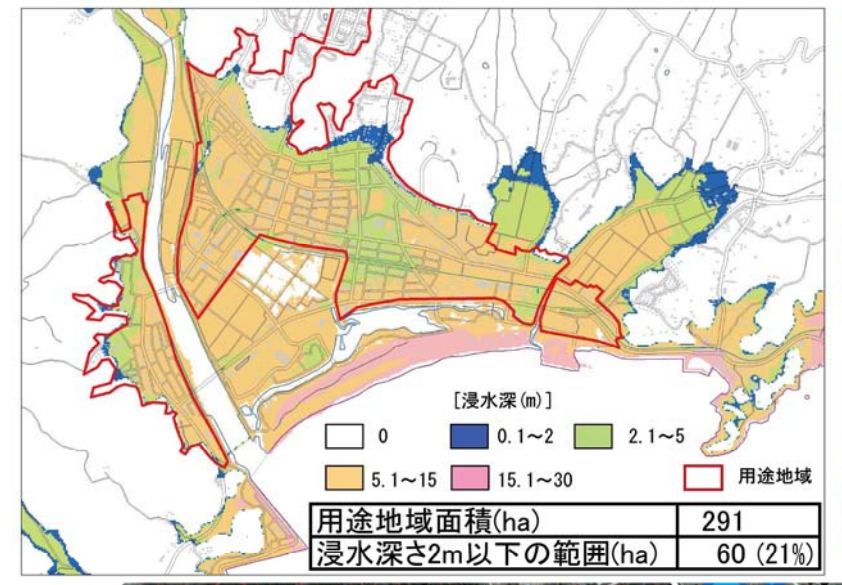 [浸水深(m)]
0
0.1～2
2.1～5
5.1～15
15.1～30
用途地域
用途地域面積(ha) 291
浸水深さ2m以下の範囲(ha) 60 (21%)